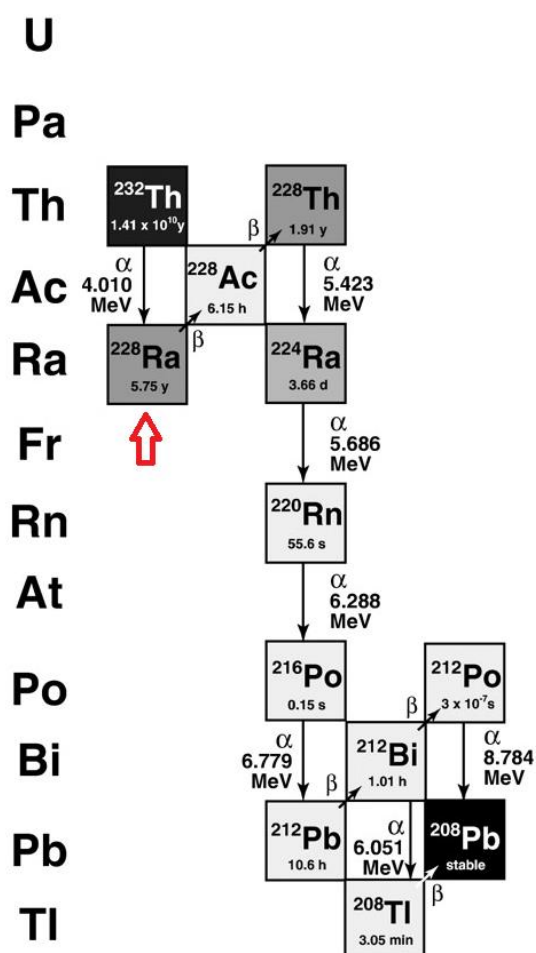 U
Pa
Th
²³²Th
1.41 x 10¹⁰y
²²⁸Th
1.91 y
β
α
4.010
MeV
Ac
²²⁸Ac
6.15 h
α
5.423
MeV
Ra
²²⁸Ra
5.75 y
β
²²⁴Ra
3.66 d
Fr
α
5.686
MeV
Rn
²²⁰Rn
55.6 s
At
α
6.288
MeV
Po
²¹⁶Po
0.15 s
²¹²Po
3 x 10⁻⁷s
β
Bi
α
6.779
MeV
²¹²Bi
1.01 h
α
8.784
MeV
β
Pb
²¹²Pb
10.6 h
α
6.051
MeV
²⁰⁸Pb
stable
Tl
²⁰⁸Tl
3.05 min
β